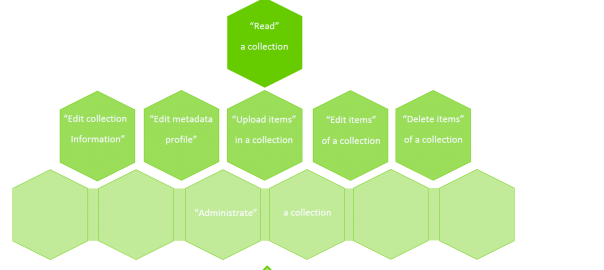 “Read”
a collection
“Edit collection
Information”
“Edit metadata
profile”
“Upload items”
in a collection
“Edit items”
of a collection
“Delete items”
of a collection
“Administrate” a collection